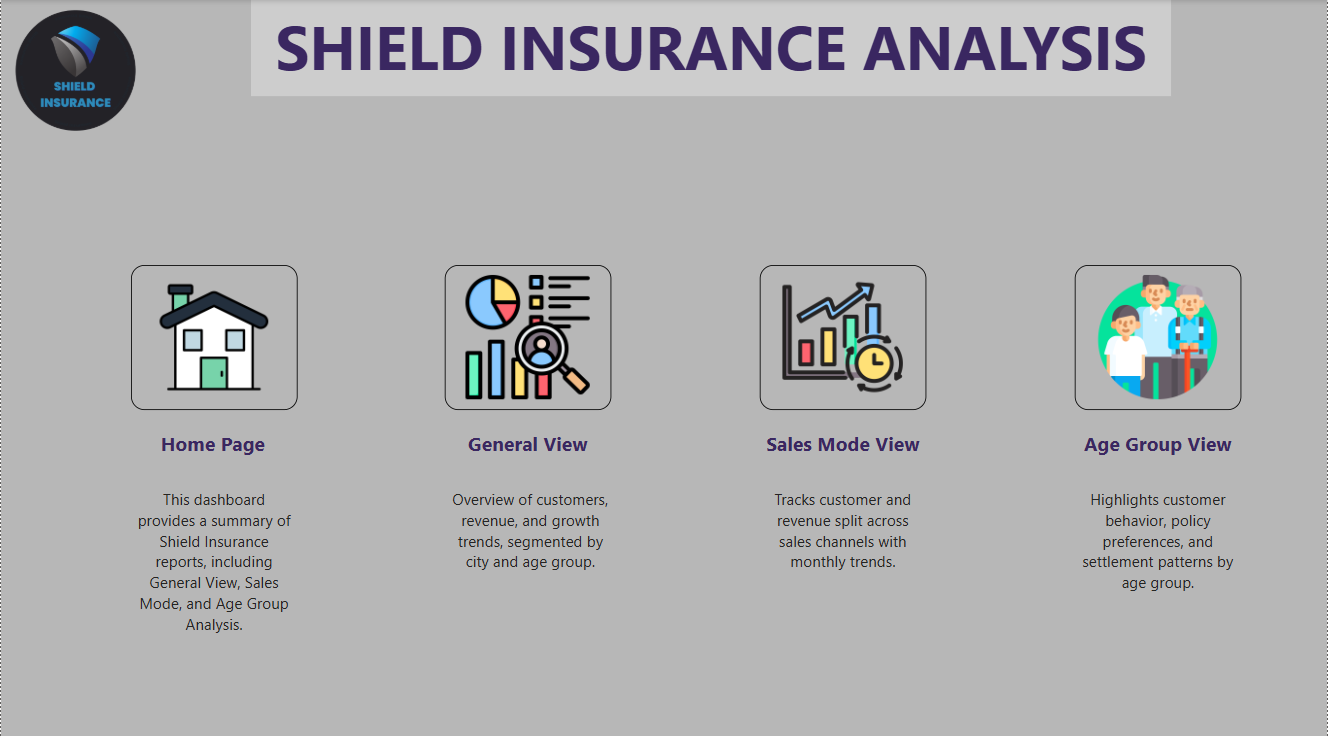 SHIELD INSURANCE ANALYSIS
SHIELD
INSURANCE
Home Page
This dashboard
provides a summary of
Shield Insurance
reports, including
General View, Sales
Mode, and Age Group
Analysis.
General View
Overview of customers,
revenue, and growth
trends, segmented by
city and age group.
Sales Mode View
Tracks customer and
revenue split across
sales channels with
monthly trends.
Age Group View
Highlights customer
behavior, policy
preferences, and
settlement patterns by
age group.